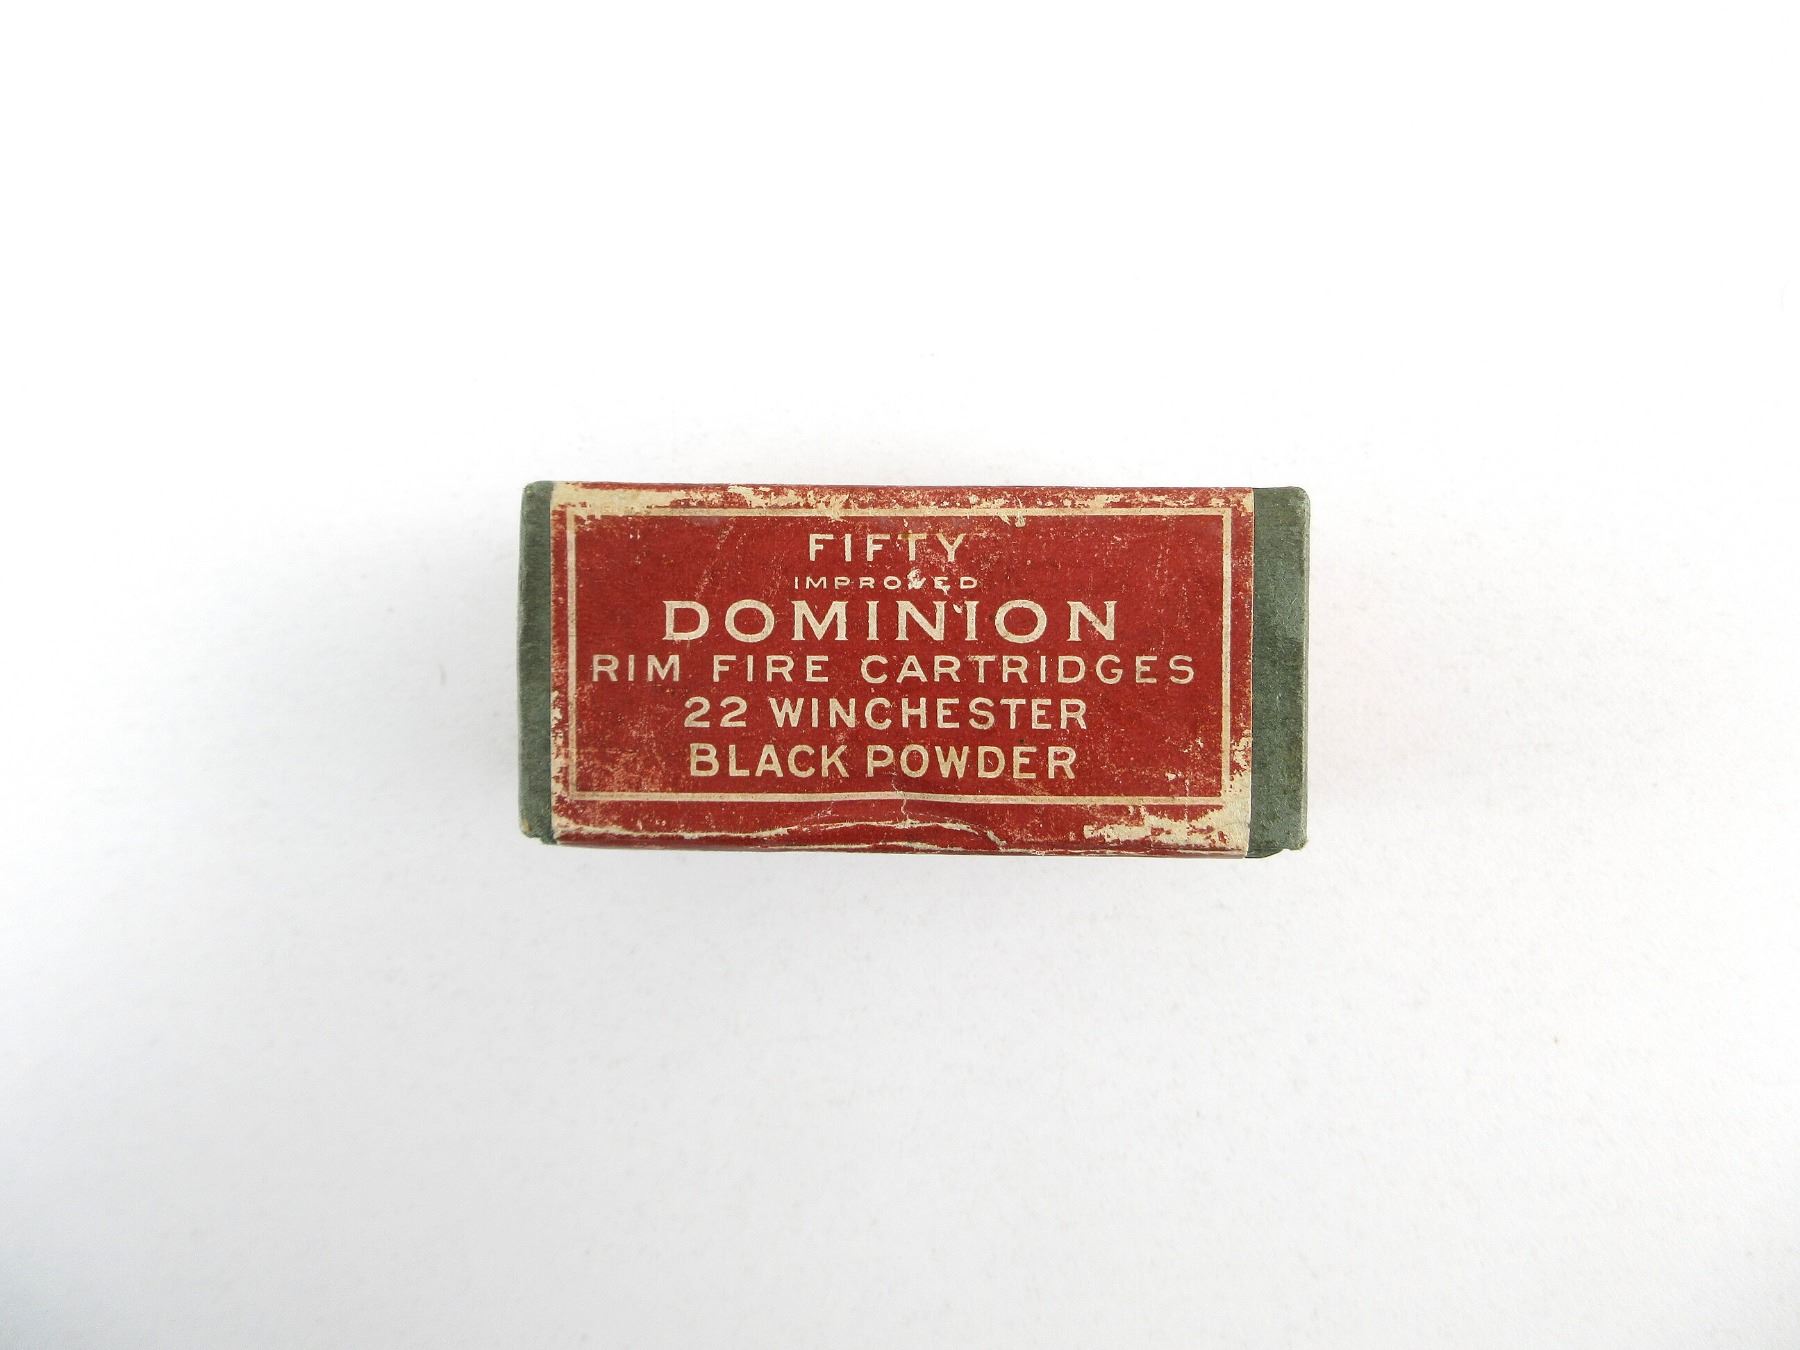 FIFTY
IMPROVED
DOMINION
RIM FIRE CARTRIDGES
22 WINCHESTER
BLACK POWDER